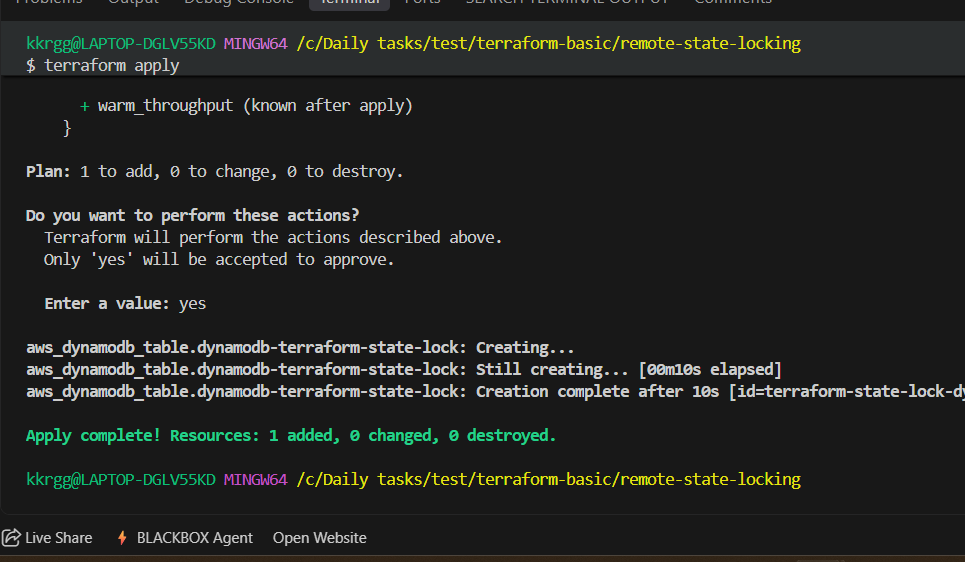 Problems Output Debug Console Terminal Ports SEARCH TERMINAL OUTPUT Comments
kkrgg@LAPTOP-DGLV55KD MINGW64 /c/Daily tasks/test/terraform-basic/remote-state-locking
$ terraform apply
+ warm_throughput (known after apply)
}
Plan: 1 to add, 0 to change, 0 to destroy.
Do you want to perform these actions?
Terraform will perform the actions described above.
Only 'yes' will be accepted to approve.
Enter a value: yes
aws_dynamodb_table.dynamodb-terraform-state-lock: Creating...
aws_dynamodb_table.dynamodb-terraform-state-lock: Still creating... [00m10s elapsed]
aws_dynamodb_table.dynamodb-terraform-state-lock: Creation complete after 10s [id=terraform-state-lock-dy
Apply complete! Resources: 1 added, 0 changed, 0 destroyed.
kkrgg@LAPTOP-DGLV55KD MINGW64 /c/Daily tasks/test/terraform-basic/remote-state-locking
Live Share BLACKBOX Agent Open Website